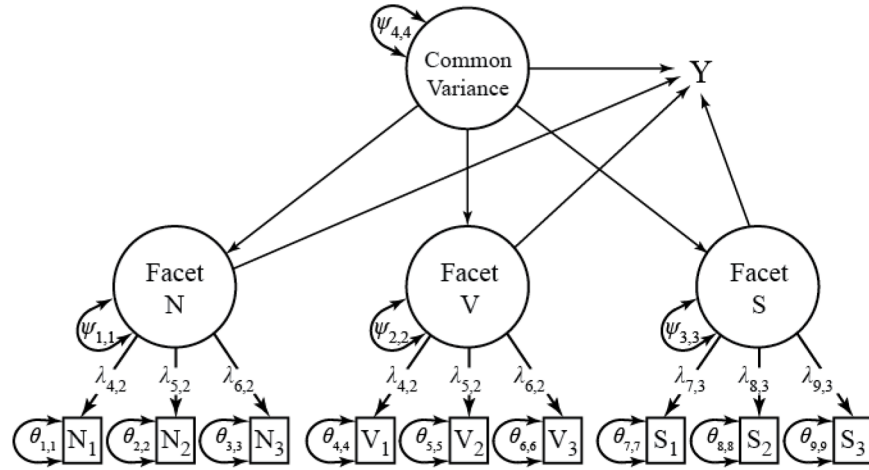 ψ4,4
Common
Variance
Y
Facet
N
Facet
V
Facet
S
ψ1,1
ψ2,2
ψ3,3
λ4,2 λ5,2 λ6,2
λ4,2 λ5,2 λ6,2
λ7,3 λ8,3 λ9,3
θ1,1 N1 θ2,2 N2 θ3,3 N3
θ4,4 V1 θ5,5 V2 θ6,6 V3
θ7,7 S1 θ8,8 S2 θ9,9 S3